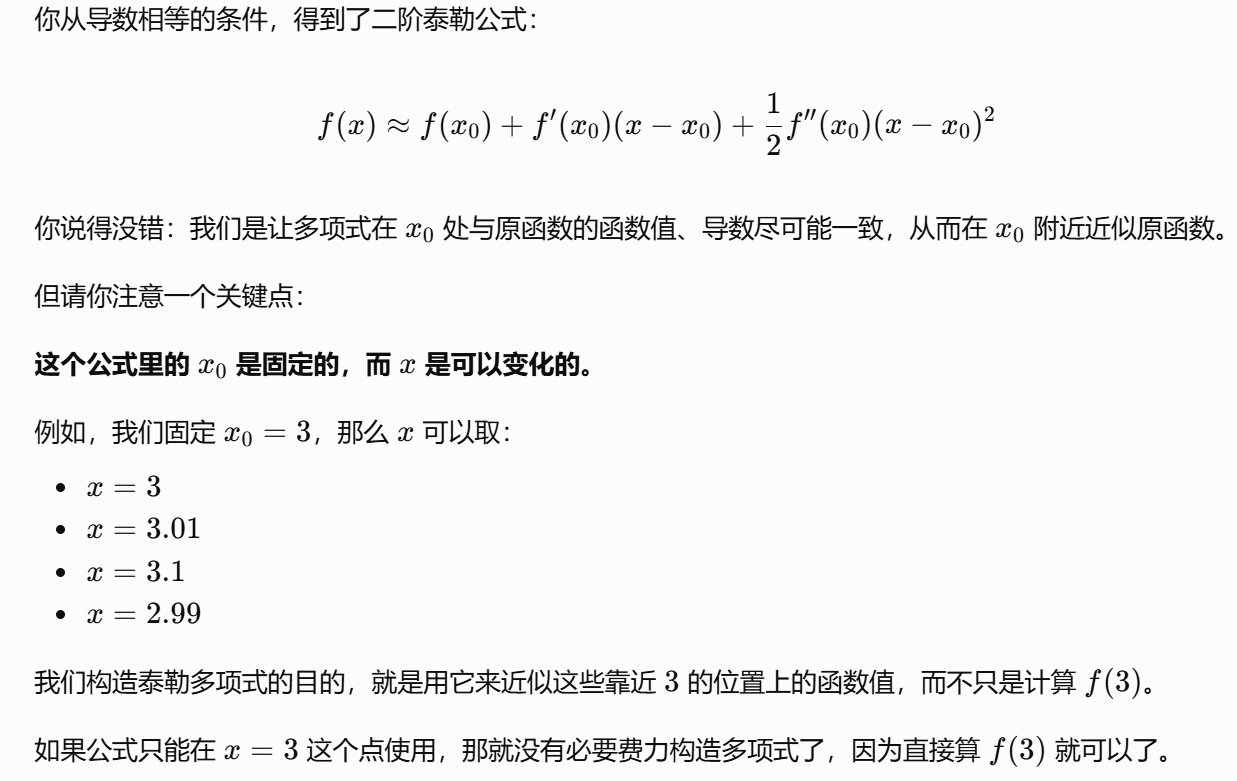 你从导数相等的条件，得到了二阶泰勒公式：
f(x) ≈ f(x₀) + f′(x₀)(x − x₀) + \frac{1}{2} f″(x₀)(x − x₀)²
你说得没错：我们是让多项式在 x₀ 处与原函数的函数值、导数尽可能一致，从而在 x₀ 附近近似原函数。
但请你注意一个关键点：
这个公式里的 x₀ 是固定的，而 x 是可以变化的。
例如，我们固定 x₀ = 3，那么 x 可以取：
• x = 3
• x = 3.01
• x = 3.1
• x = 2.99
我们构造泰勒多项式的目的，就是用它来近似这些靠近 3 的位置上的函数值，而不只是计算 f(3)。
如果公式只能在 x = 3 这个点使用，那就没有必要费力构造多项式了，因为直接算 f(3) 就可以了。